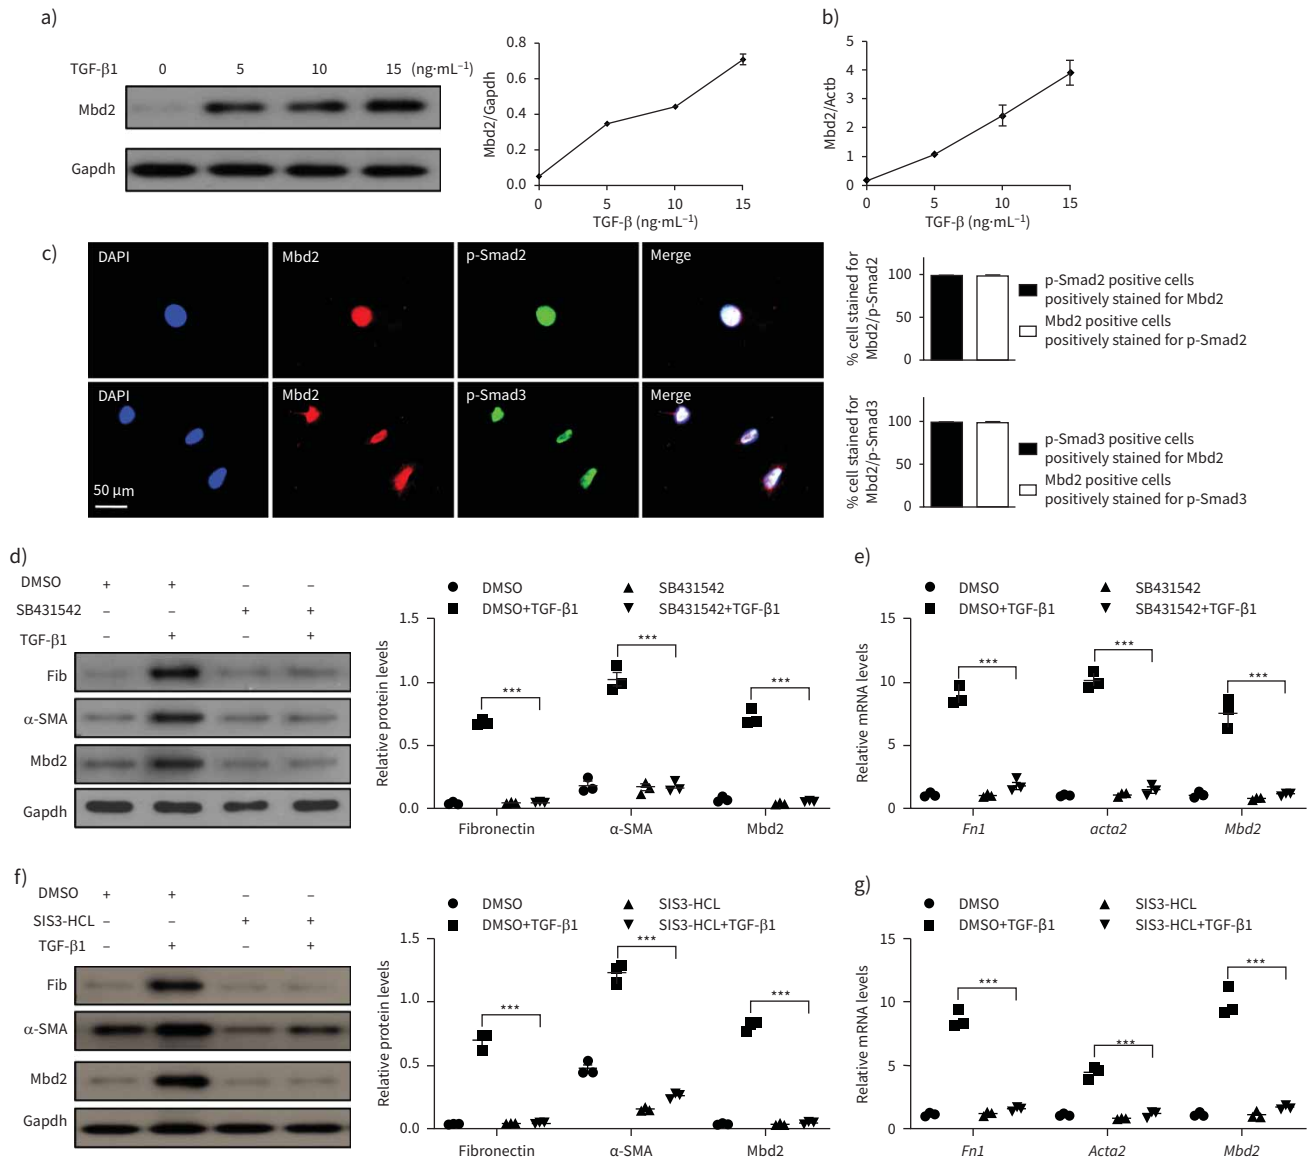 a)
TGF-β1 0 5 10 15 (ng·mL⁻¹)
Mbd2
Gapdh
Mbd2/Gapdh
0.8
0.6
0.4
0.2
0.0
0 5 10 15
TGF-β (ng·mL⁻¹)
b)
Mbd2/Actb
5
4
3
2
1
0
0 5 10 15
TGF-β (ng·mL⁻¹)
c)
DAPI Mbd2 p-Smad2 Merge
DAPI Mbd2 p-Smad3 Merge
50 µm
% cell stained for
Mbd2/p-Smad2
100
50
0
p-Smad2 positive cells
positively stained for Mbd2
Mbd2 positive cells
positively stained for p-Smad2
% cell stained for
Mbd2/p-Smad3
100
50
0
p-Smad3 positive cells
positively stained for Mbd2
Mbd2 positive cells
positively stained for p-Smad3
d)
DMSO + + – –
SB431542 – – + +
TGF-β1 – + – +
Fib
α-SMA
Mbd2
Gapdh
DMSO SB431542
DMSO+TGF-β1 SB431542+TGF-β1
Relative protein levels
1.5
1.0
0.5
0.0
*** *** ***
Fibronectin α-SMA Mbd2
e)
DMSO SB431542
DMSO+TGF-β1 SB431542+TGF-β1
Relative mRNA levels
15
10
5
0
*** *** ***
Fn1 acta2 Mbd2
f)
DMSO + + – –
SIS3-HCL – – + +
TGF-β1 – + – +
Fib
α-SMA
Mbd2
Gapdh
DMSO SIS3-HCL
DMSO+TGF-β1 SIS3-HCL+TGF-β1
Relative protein levels
1.5
1.0
0.5
0.0
*** *** ***
Fibronectin α-SMA Mbd2
g)
DMSO SIS3-HCL
DMSO+TGF-β1 SIS3-HCL+TGF-β1
Relative mRNA levels
15
10
5
0
*** *** ***
Fn1 Acta2 Mbd2